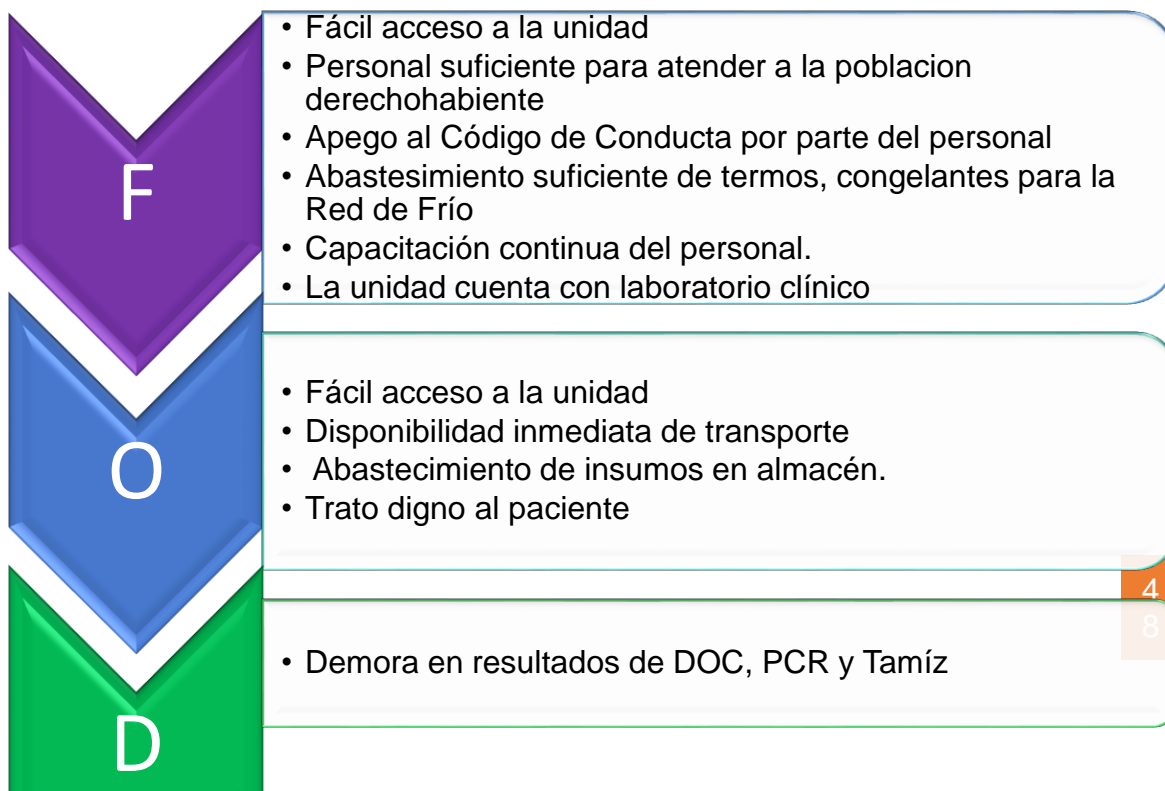 F
• Fácil acceso a la unidad
• Personal suficiente para atender a la poblacion
derechohabiente
• Apego al Código de Conducta por parte del personal
• Abastesimiento suficiente de termos, congelantes para la
Red de Frío
• Capacitación continua del personal.
• La unidad cuenta con laboratorio clínico
O
• Fácil acceso a la unidad
• Disponibilidad inmediata de transporte
• Abastecimiento de insumos en almacén.
• Trato digno al paciente
4
8
D
• Demora en resultados de DOC, PCR y Tamíz